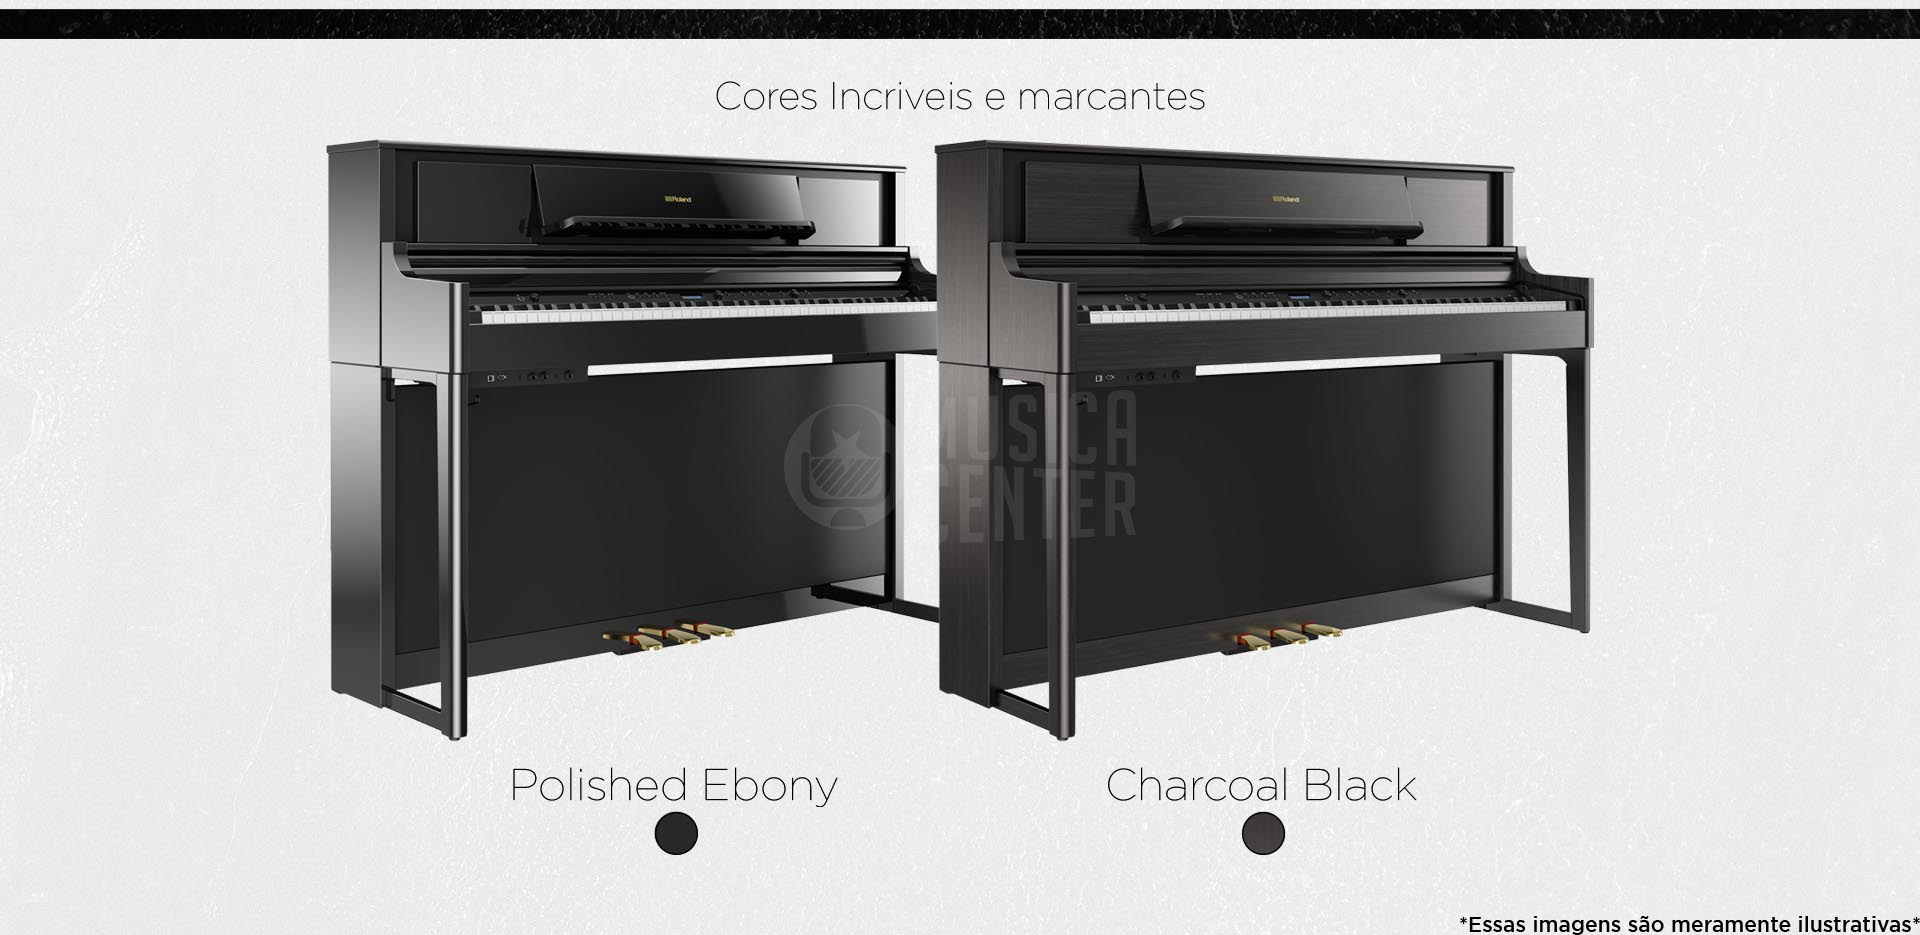 Cores Incriveis e marcantes
Roland
Roland
MUSICA
CENTER
Polished Ebony
Charcoal Black
*Essas imagens são meramente ilustrativas*